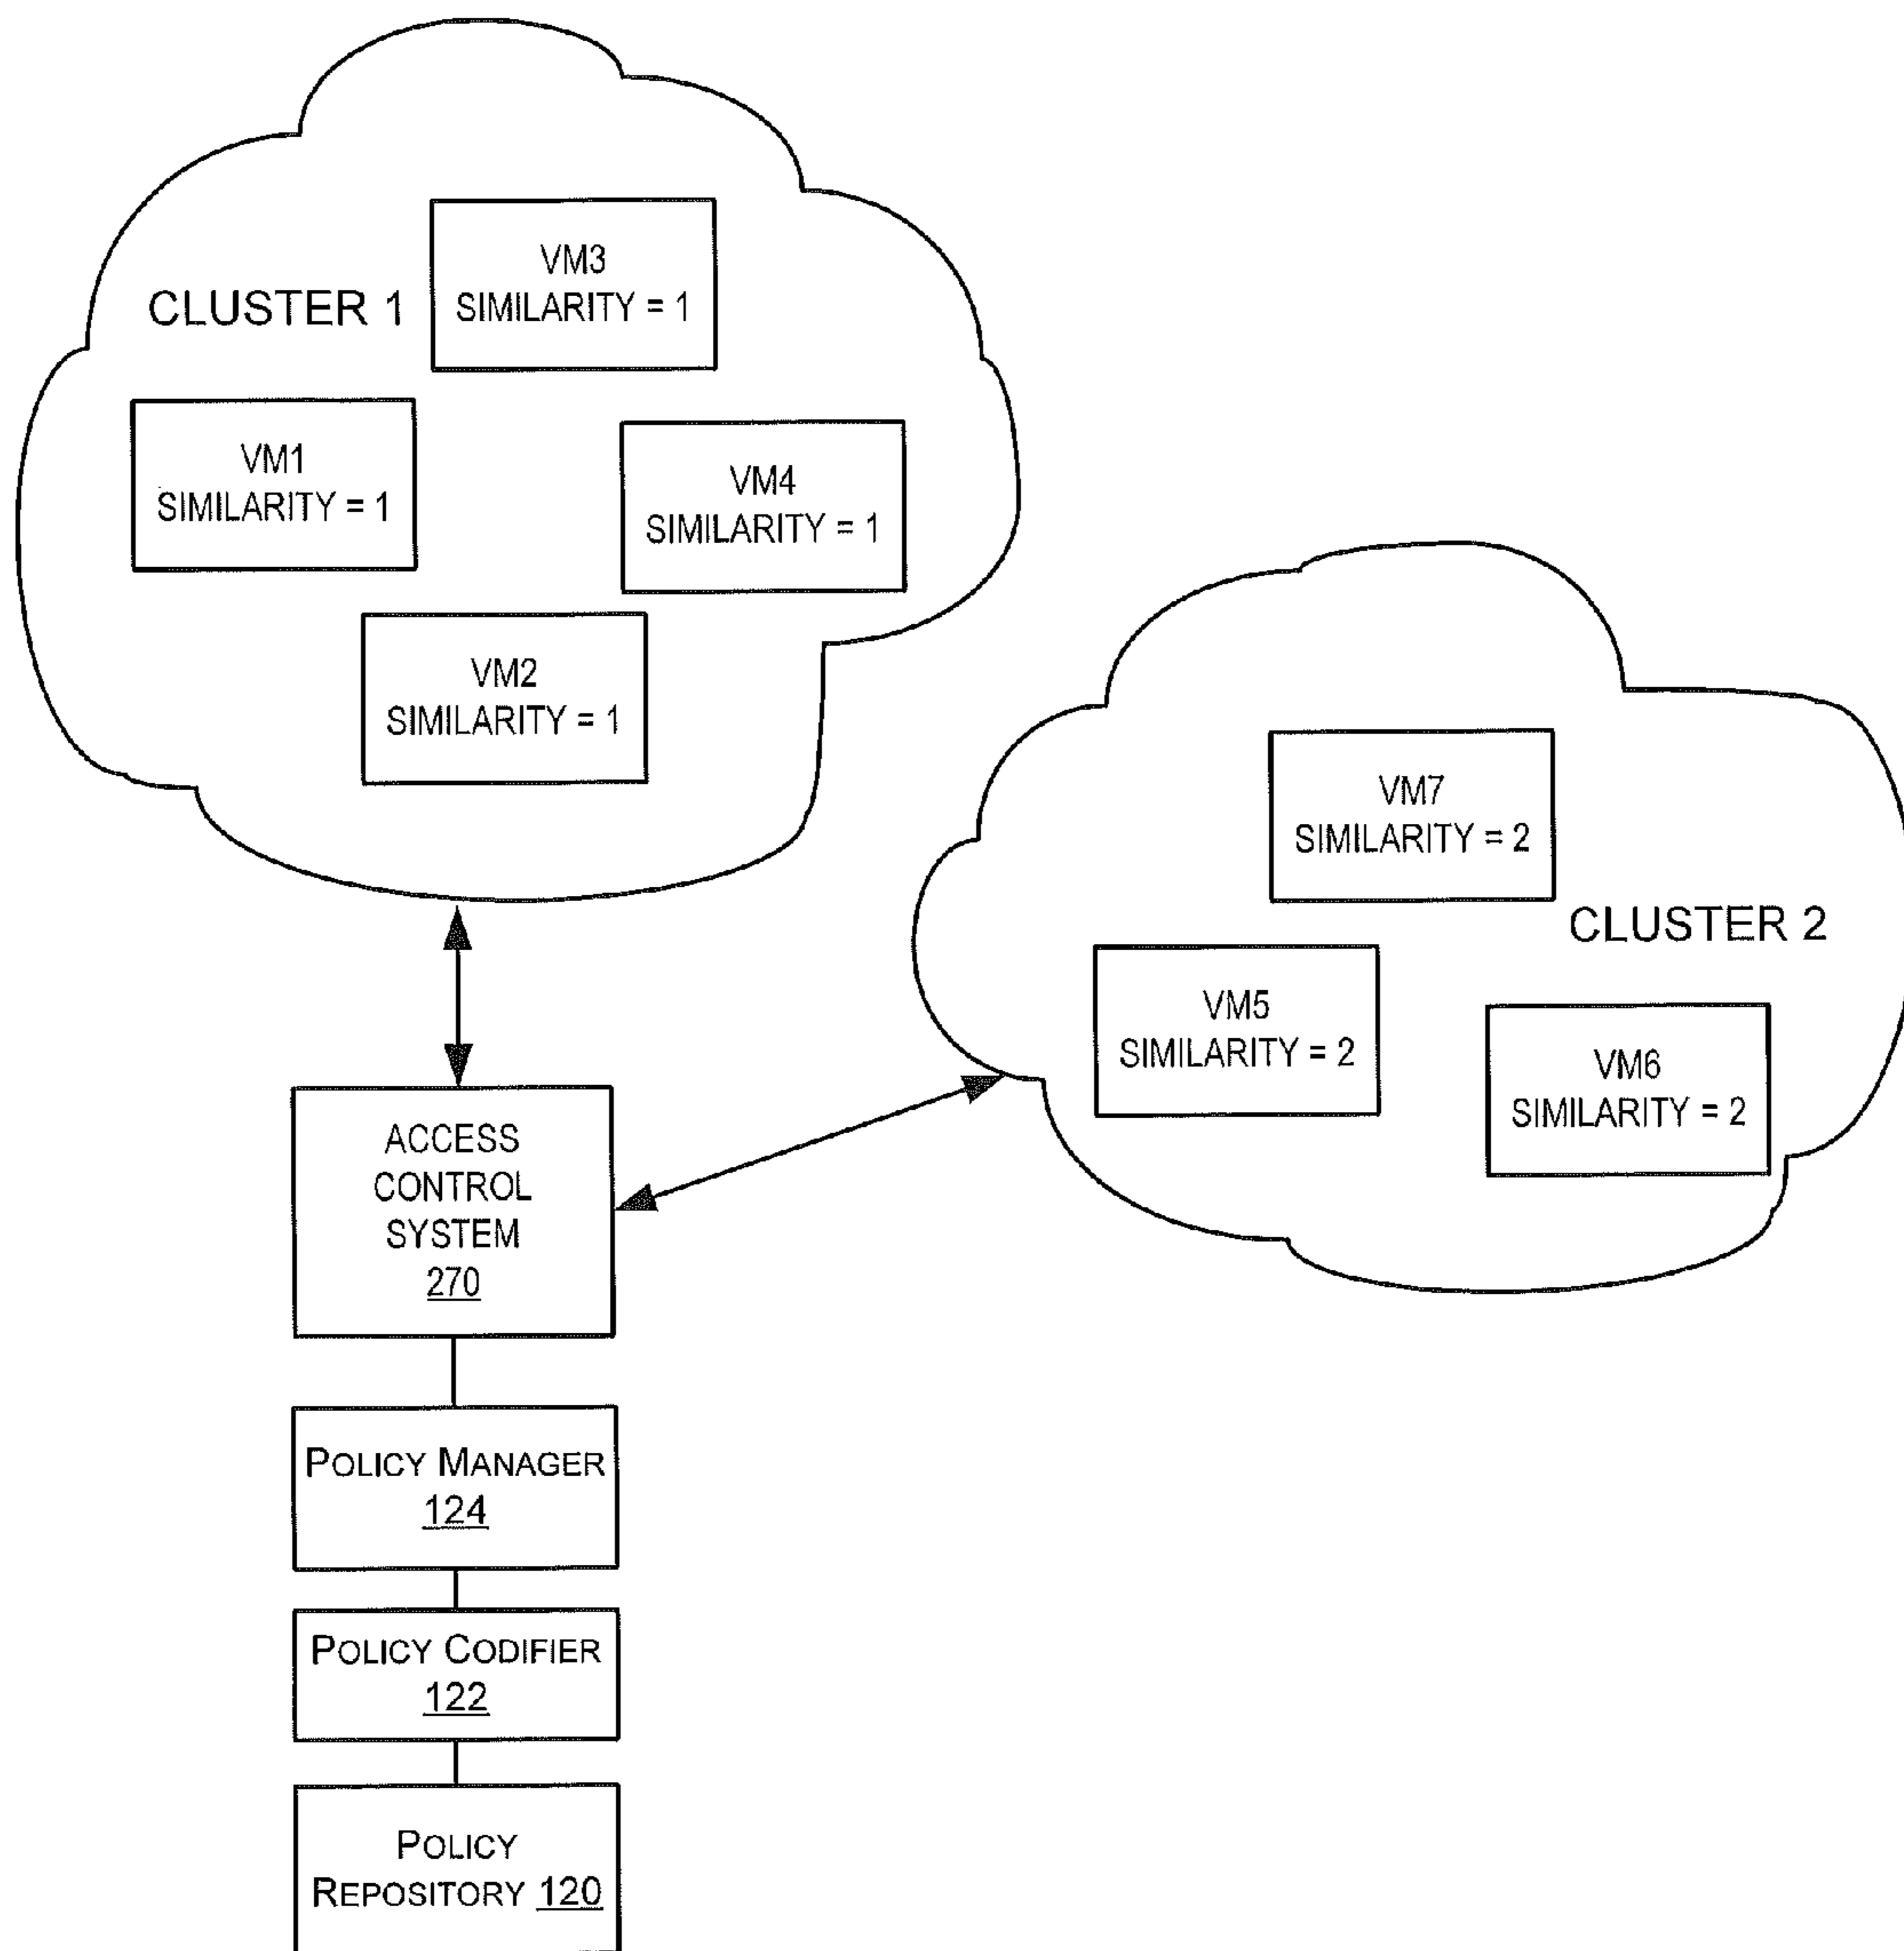 VM3
SIMILARITY = 1
CLUSTER 1
VM1
SIMILARITY = 1
VM4
SIMILARITY = 1
VM2
SIMILARITY = 1
VM7
SIMILARITY = 2
CLUSTER 2
VM5
SIMILARITY = 2
VM6
SIMILARITY = 2
ACCESS
CONTROL
SYSTEM
270
POLICY MANAGER
124
POLICY CODIFIER
122
POLICY
REPOSITORY 120